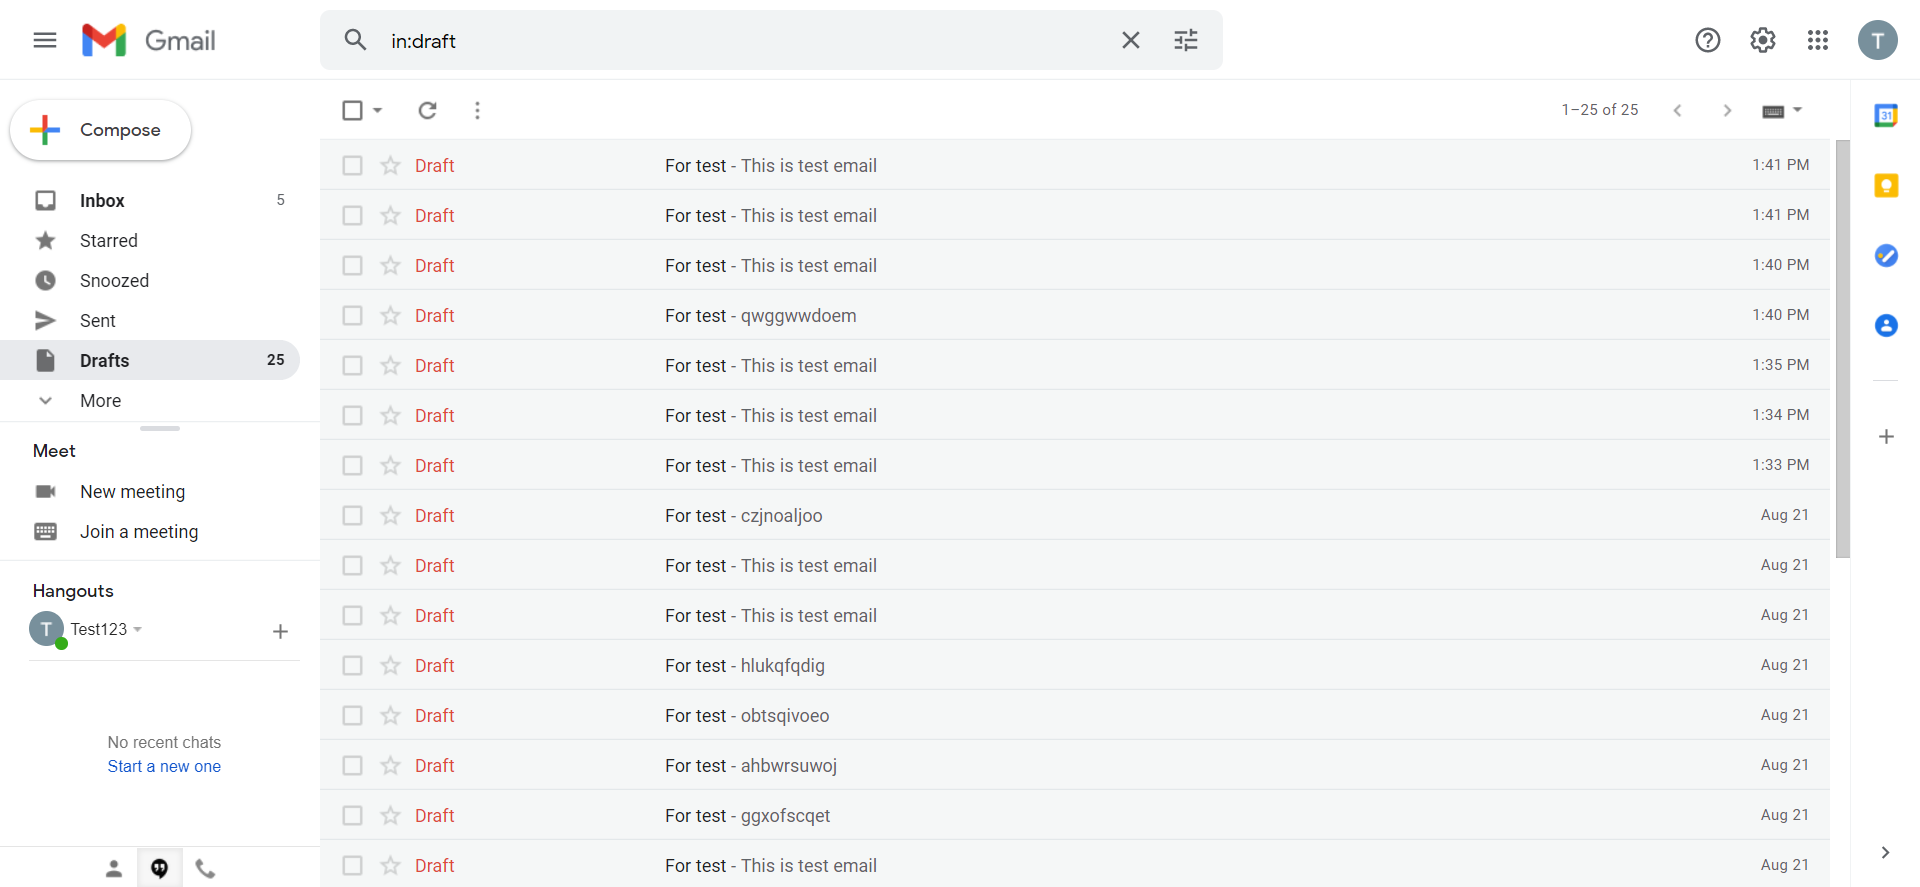 Gmail
in:draft
T
Compose
1–25 of 25
31
Inbox 5
Starred
Snoozed
Sent
Drafts 25
More
Meet
New meeting
Join a meeting
Hangouts
T Test123
No recent chats
Start a new one
Draft For test - This is test email 1:41 PM
Draft For test - This is test email 1:41 PM
Draft For test - This is test email 1:40 PM
Draft For test - qwggwwdoem 1:40 PM
Draft For test - This is test email 1:35 PM
Draft For test - This is test email 1:34 PM
Draft For test - This is test email 1:33 PM
Draft For test - czjnoaljoo Aug 21
Draft For test - This is test email Aug 21
Draft For test - This is test email Aug 21
Draft For test - hlukqfqdig Aug 21
Draft For test - obtsqivoeo Aug 21
Draft For test - ahbwrsuwoj Aug 21
Draft For test - ggxofscqet Aug 21
Draft For test - This is test email Aug 21